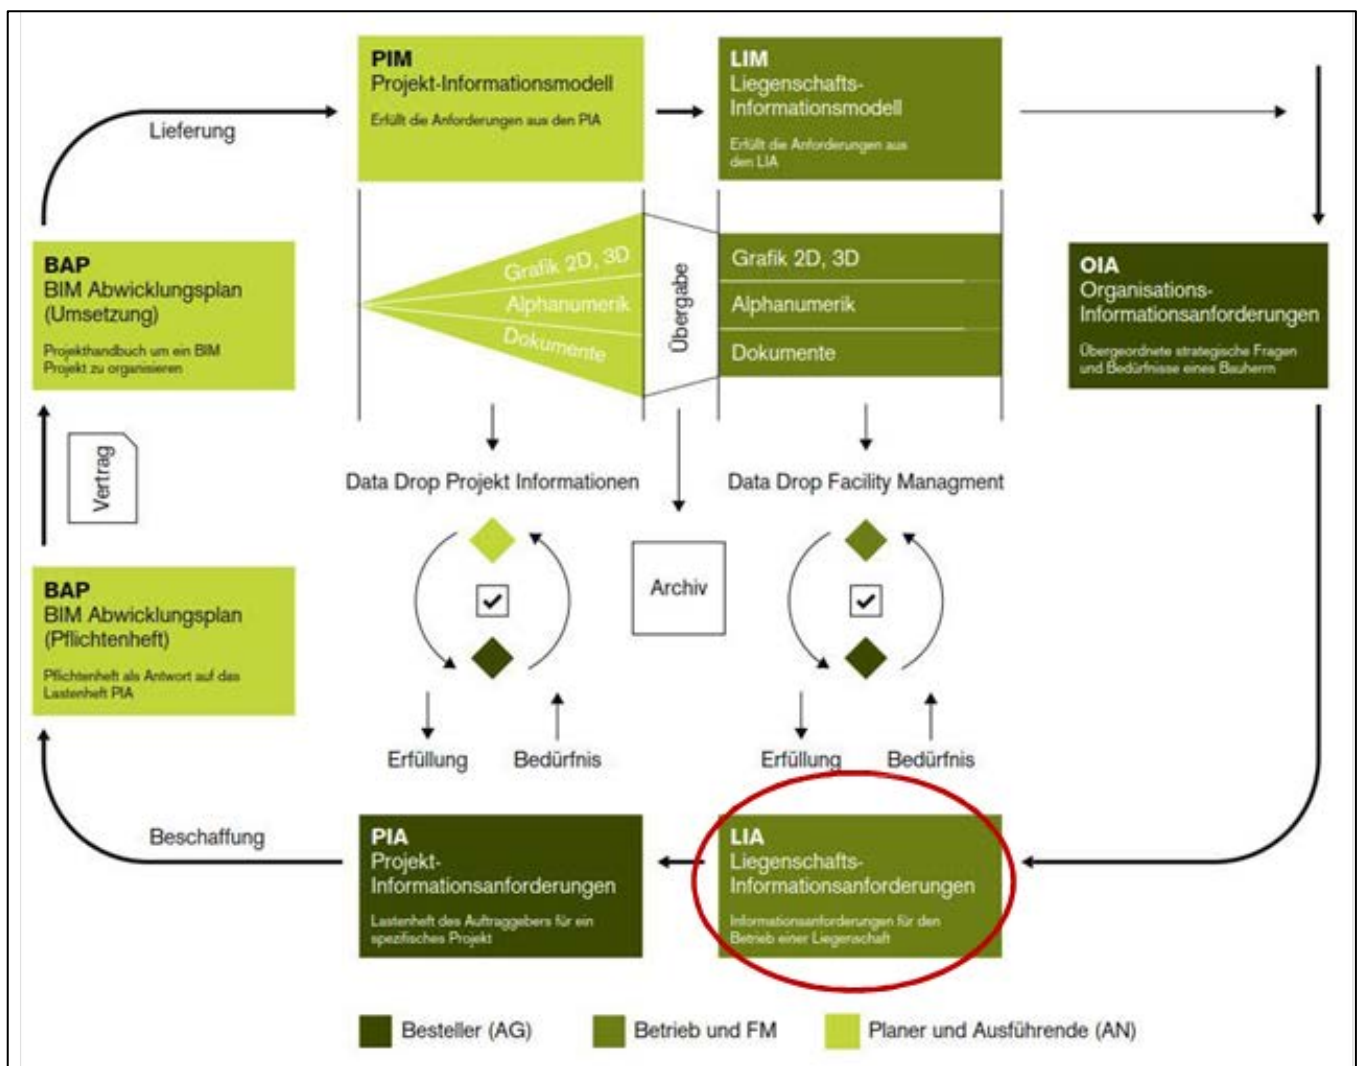 PIM
Projekt-Informationsmodell
Erfüllt die Anforderungen aus den PIA
LIM
Liegenschafts-
Informationsmodell
Erfüllt die Anforderungen aus
den LIA
Lieferung
BAP
BIM Abwicklungsplan
(Umsetzung)
Projekthandbuch um ein BIM
Projekt zu organisieren
Grafik 2D, 3D
Alphanumerik
Dokumente
Übergabe
Grafik 2D, 3D
Alphanumerik
Dokumente
OIA
Organisations-
Informationsanforderungen
Übergeordnete strategische Fragen
und Bedürfnisse eines Bauherrn
Vertrag
Data Drop Projekt Informationen
Data Drop Facility Managment
Archiv
BAP
BIM Abwicklungsplan
(Pflichtenheft)
Pflichtenheft als Antwort auf das
Lastenheft PIA
Erfüllung
Bedürfnis
Erfüllung
Bedürfnis
Beschaffung
PIA
Projekt-
Informationsanforderungen
Lastenheft des Auftraggebers für ein
spezifisches Projekt
LIA
Liegenschafts-
Informationsanforderungen
Informationsanforderungen für den
Betrieb einer Liegenschaft
Besteller (AG)
Betrieb und FM
Planer und Ausführende (AN)